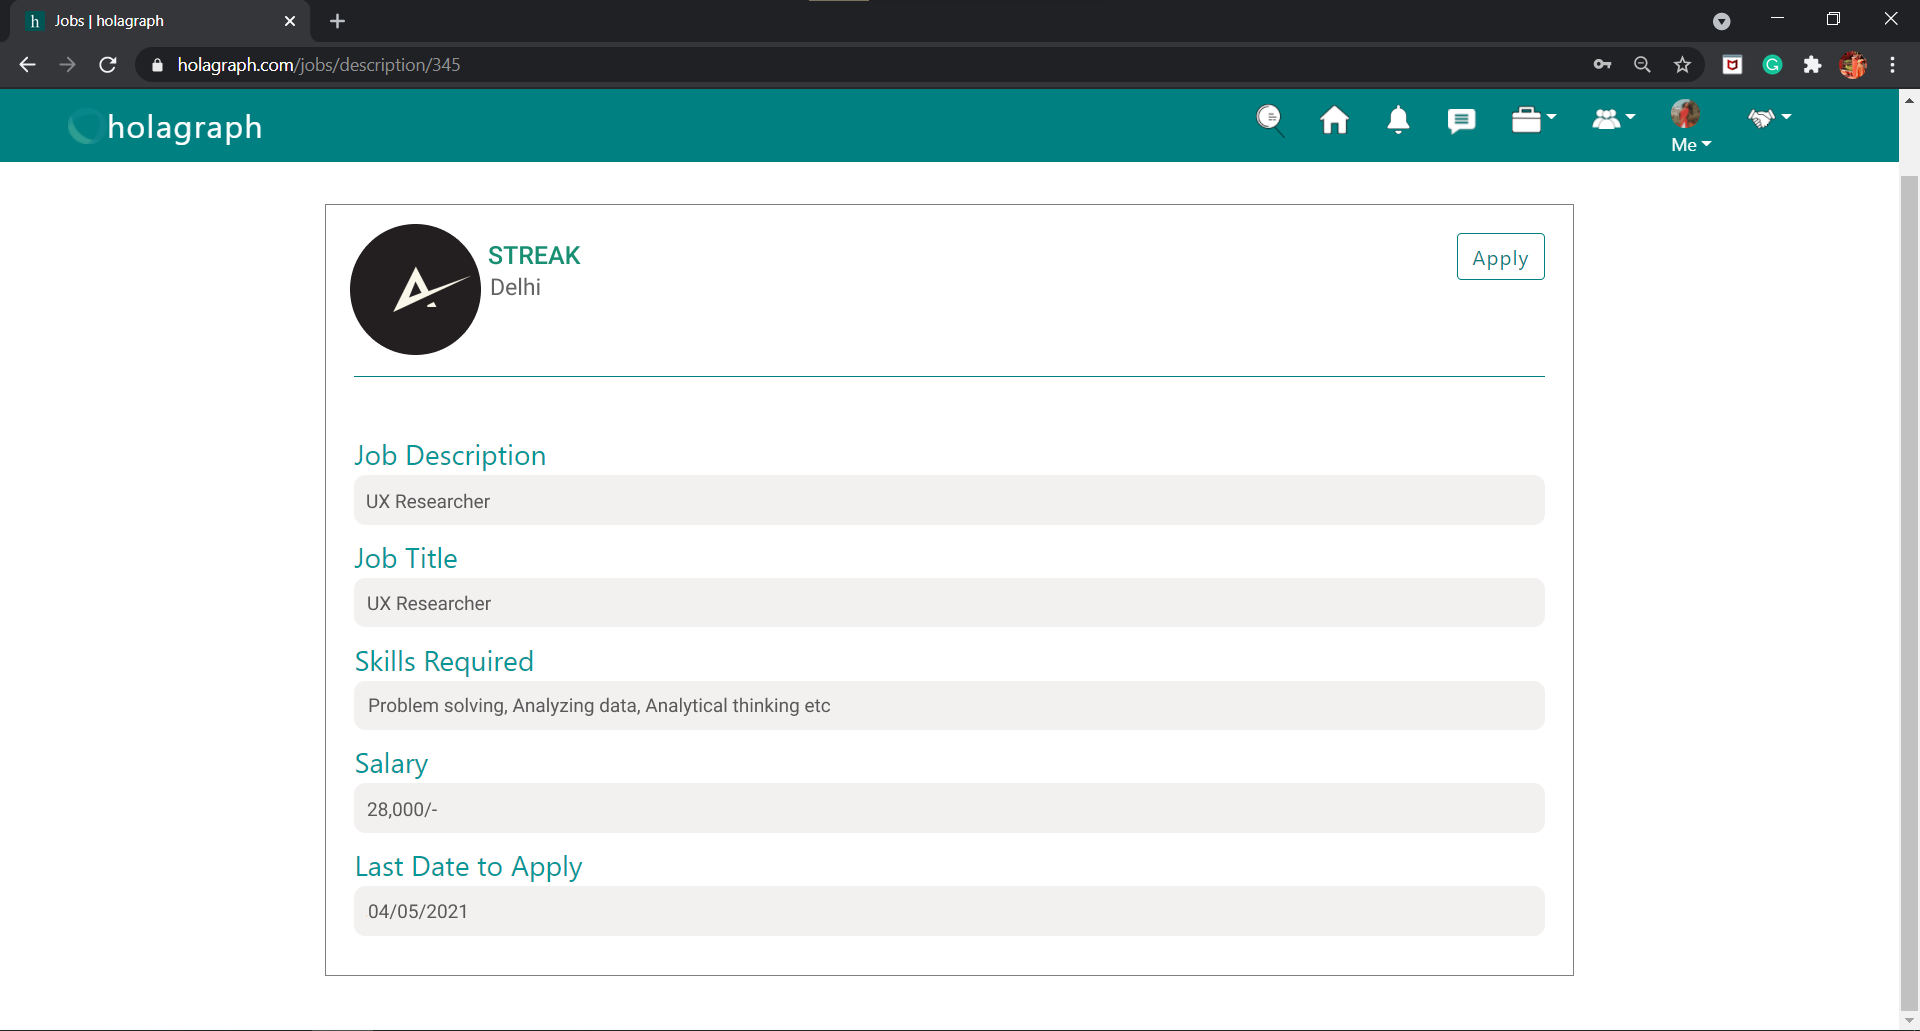 h Jobs | holagraph
holagraph.com/jobs/description/345
holagraph
Me
STREAK
Delhi
Apply
Job Description
UX Researcher
Job Title
UX Researcher
Skills Required
Problem solving, Analyzing data, Analytical thinking etc
Salary
28,000/-
Last Date to Apply
04/05/2021